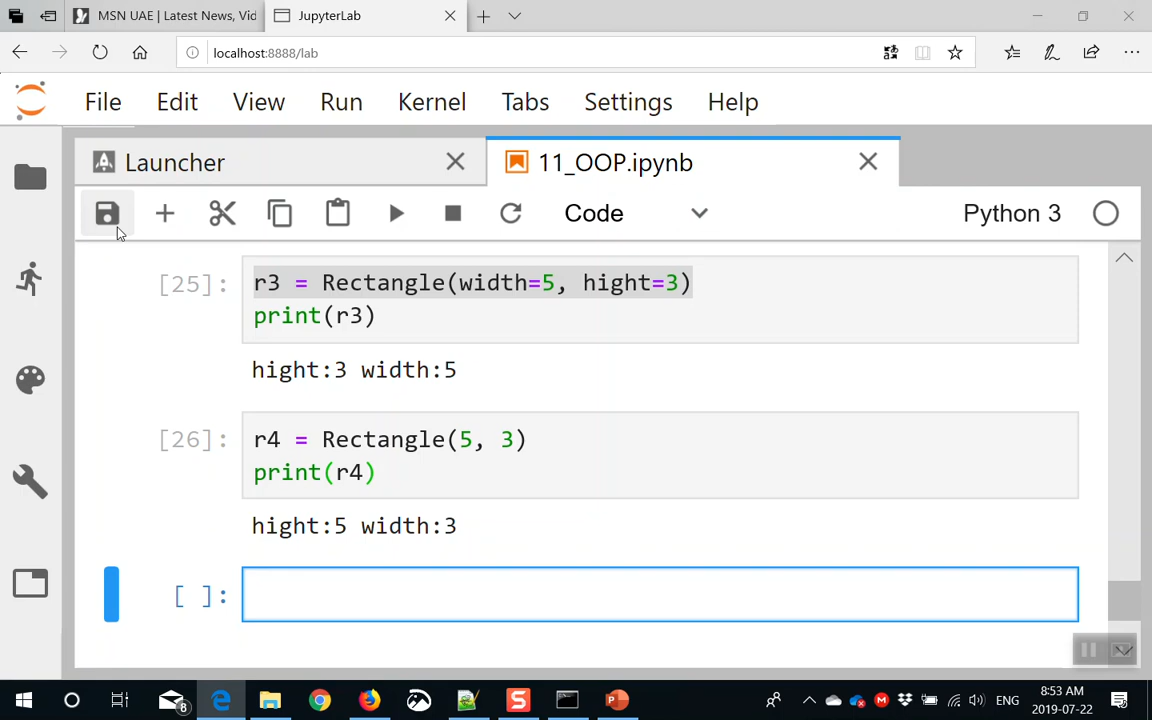 MSN UAE | Latest News, Vid
JupyterLab
localhost:8888/lab
File Edit View Run Kernel Tabs Settings Help
Launcher
11_OOP.ipynb
Code
Python 3
[25]:
r3 = Rectangle(width=5, hight=3)
print(r3)
hight:3 width:5
[26]:
r4 = Rectangle(5, 3)
print(r4)
hight:5 width:3
[ ]:
8
ENG
8:53 AM
2019-07-22